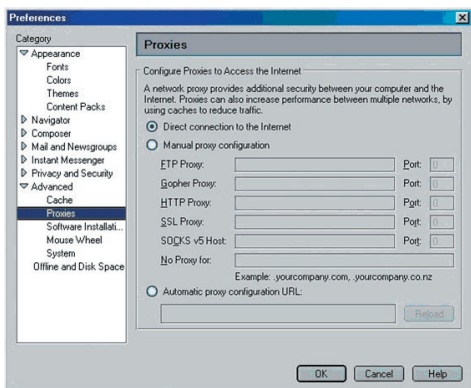 Preferences
Category
Appearance
Fonts
Colors
Themes
Content Packs
Navigator
Composer
Mail and Newsgroups
Instant Messenger
Privacy and Security
Advanced
Cache
Proxies
Software Installati...
Mouse Wheel
System
Offline and Disk Space
Proxies
Configure Proxies to Access the Internet
A network proxy provides additional security between your computer and the
Internet. Proxies can also increase performance between multiple networks, by
using caches to reduce traffic.
Direct connection to the Internet
Manual proxy configuration
FTP Proxy: Port: 0
Gopher Proxy: Port: 0
HTTP Proxy: Port: 0
SSL Proxy: Port: 0
SOCKS v5 Host: Port: 0
No Proxy for:
Example: .yourcompany.com, .yourcompany.co.nz
Automatic proxy configuration URL:
Reload
OK Cancel Help